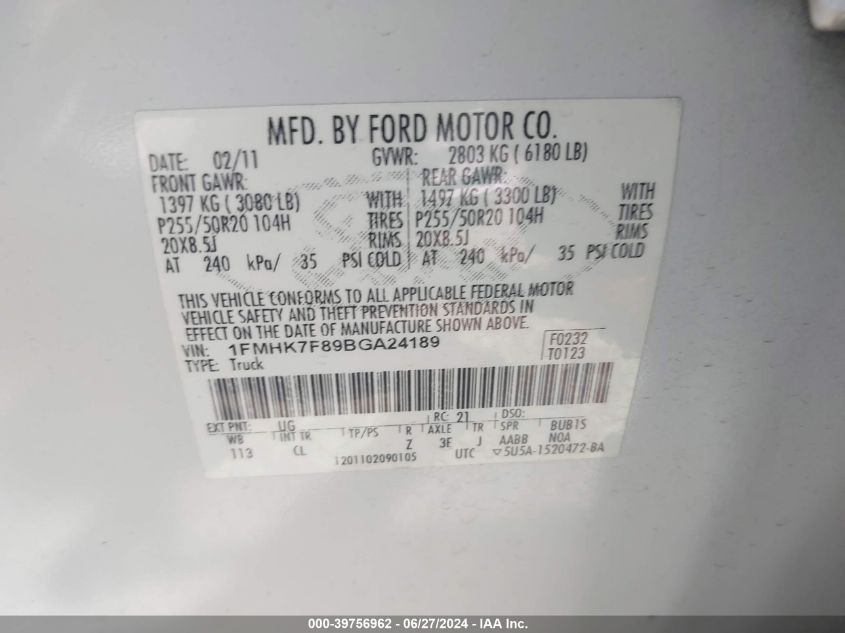 MFD. BY FORD MOTOR CO.
DATE: 02/11 GVWR: 2803 KG ( 6180 LB)
FRONT GAWR: REAR GAWR:
1397 KG ( 3080 LB) WITH 1497 KG ( 3300 LB) WITH
P255/50R20 104H TIRES P255/50R20 104H TIRES
20X8.5J RIMS 20X8.5J RIMS
AT 240 kPa/ 35 PSI COLD AT 240 kPa/ 35 PSI COLD
THIS VEHICLE CONFORMS TO ALL APPLICABLE FEDERAL MOTOR
VEHICLE SAFETY AND THEFT PREVENTION STANDARDS IN
EFFECT ON THE DATE OF MANUFACTURE SHOWN ABOVE.
VIN: 1FMHK7F89BGA24189 F0232
TYPE: Truck T0123
EXT PNT: UG RC: 21 DSO:
WB INT TR TP/PS R AXLE TR SPR BUB1S
113 CL Z 3F J AABB NOA
1201102090105 UTC ▽5U5A-1520472-BA
000-39756962 - 06/27/2024 - IAA Inc.